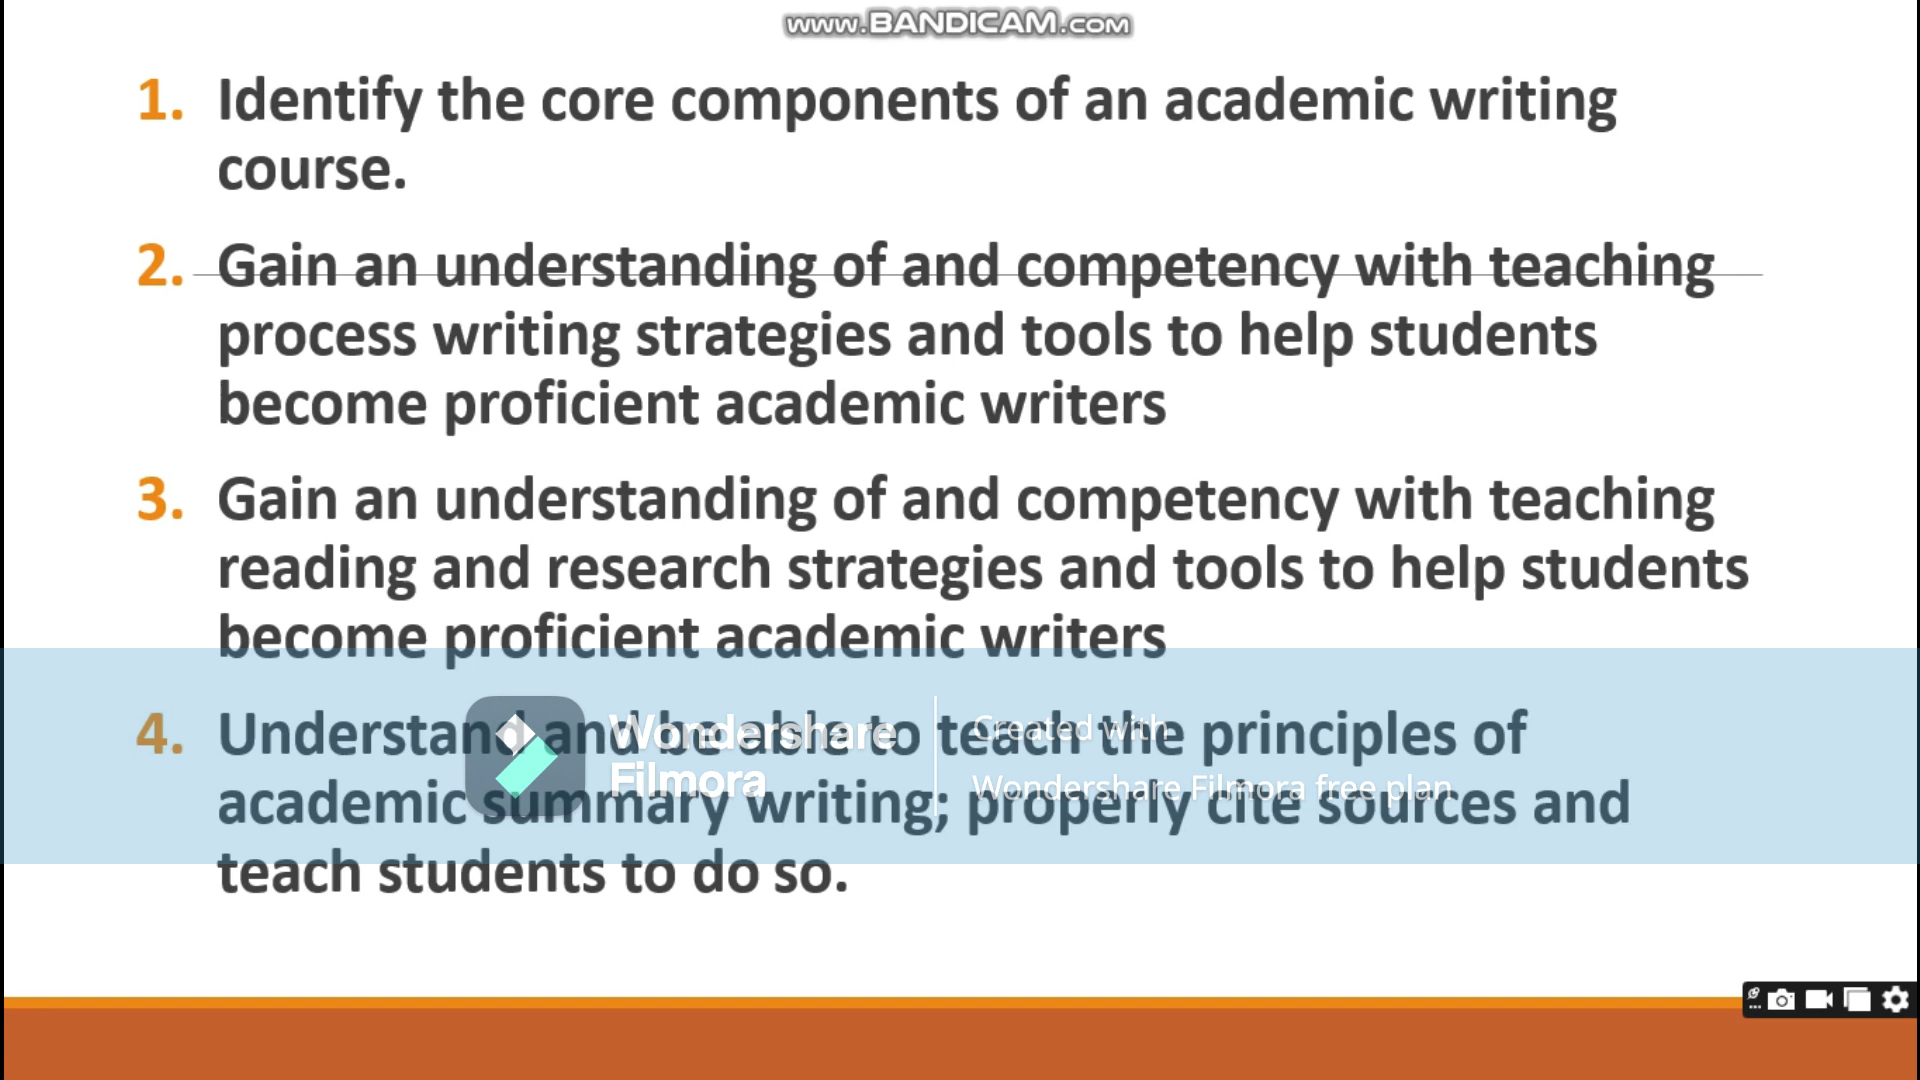 www.BANDICAM.com
1. Identify the core components of an academic writing
course.
2. Gain an understanding of and competency with teaching
process writing strategies and tools to help students
become proficient academic writers
3. Gain an understanding of and competency with teaching
reading and research strategies and tools to help students
become proficient academic writers
4. Understand and be able to teach the principles of
academic summary writing; properly cite sources and
teach students to do so.
Wondershare
Filmora
Created with
Wondershare Filmora free plan